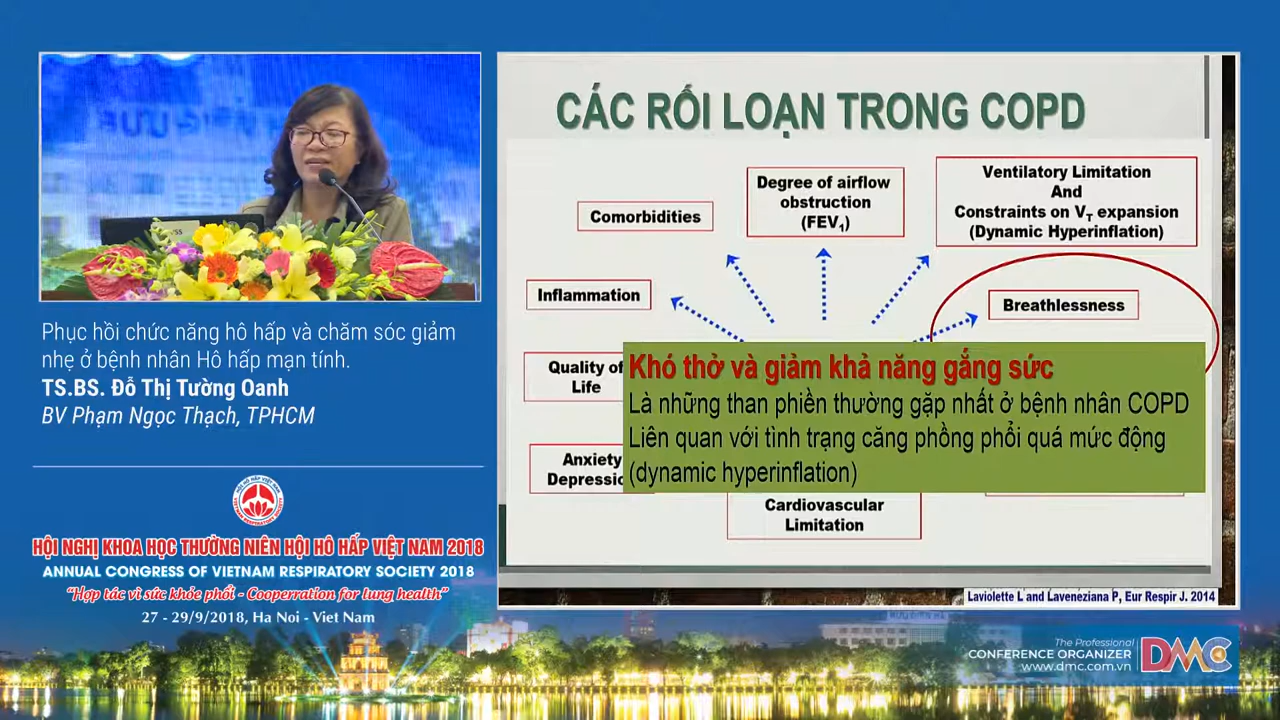 Phục hồi chức năng hô hấp và chăm sóc giảm
nhẹ ở bệnh nhân Hô hấp mạn tính.
TS.BS. Đỗ Thị Tường Oanh
BV Phạm Ngọc Thạch, TPHCM
HỘI NGHỊ KHOA HỌC THƯỜNG NIÊN HỘI HÔ HẤP VIỆT NAM 2018
ANNUAL CONGRESS OF VIETNAM RESPIRATORY SOCIETY 2018
"Hợp tác vì sức khỏe phổi - Cooperration for lung health"
27 - 29/9/2018, Ha Noi - Viet Nam
CÁC RỐI LOẠN TRONG COPD
Comorbidities
Degree of airflow
obstruction
(FEV1)
Ventilatory Limitation
And
Constraints on VT expansion
(Dynamic Hyperinflation)
Inflammation
Breathlessness
Quality of
Life
Khó thở và giảm khả năng gắng sức
Là những than phiền thường gặp nhất ở bệnh nhân COPD
Liên quan với tình trạng căng phồng phổi quá mức động
(dynamic hyperinflation)
Anxiety
Depressio
Cardiovascular
Limitation
Laviolette L and Laveneziana P, Eur Respir J. 2014
The Professional
CONFERENCE ORGANIZER
www.dmc.com.vn
DMC